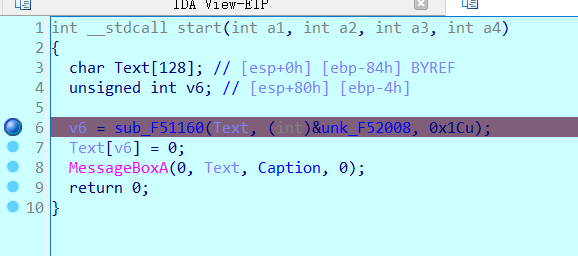 IDA View-EIP
1 int __stdcall start(int a1, int a2, int a3, int a4)
2 {
3 char Text[128]; // [esp+0h] [ebp-84h] BYREF
4 unsigned int v6; // [esp+80h] [ebp-4h]
5
6 v6 = sub_F51160(Text, (int)&unk_F52008, 0x1Cu);
7 Text[v6] = 0;
8 MessageBoxA(0, Text, Caption, 0);
9 return 0;
10 }